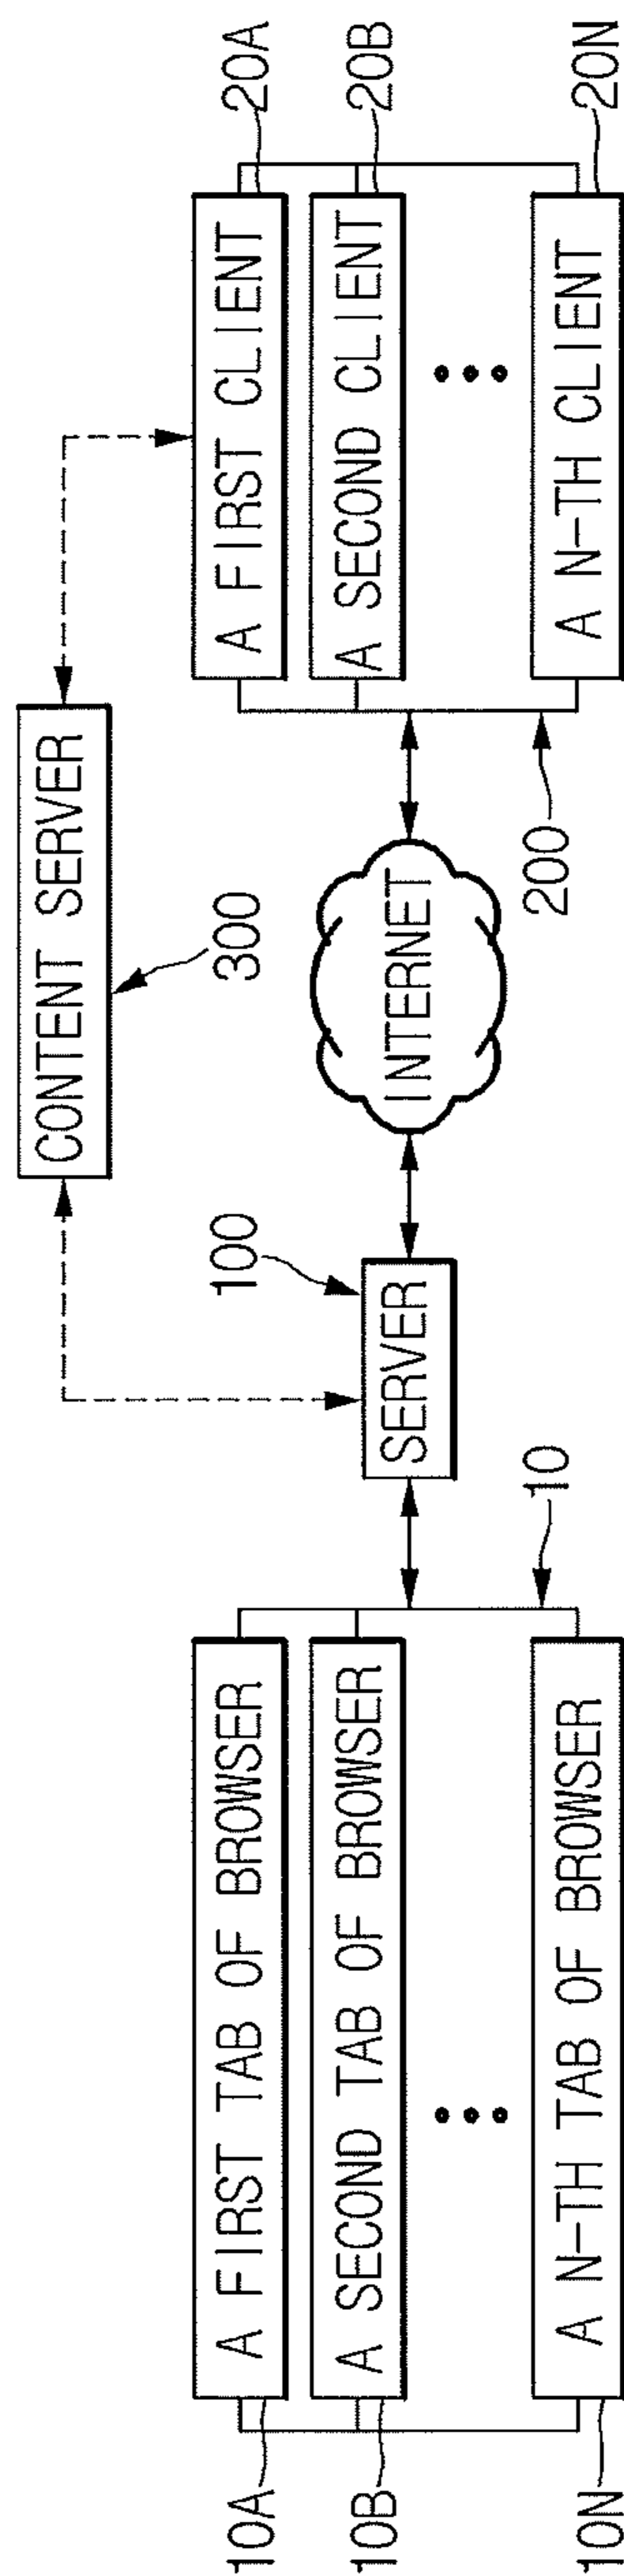 CONTENT SERVER
300
10A
A FIRST TAB OF BROWSER
10B
A SECOND TAB OF BROWSER
10N
A N-TH TAB OF BROWSER
10
100
SERVER
INTERNET
200
A FIRST CLIENT
20A
A SECOND CLIENT
20B
A N-TH CLIENT
20N